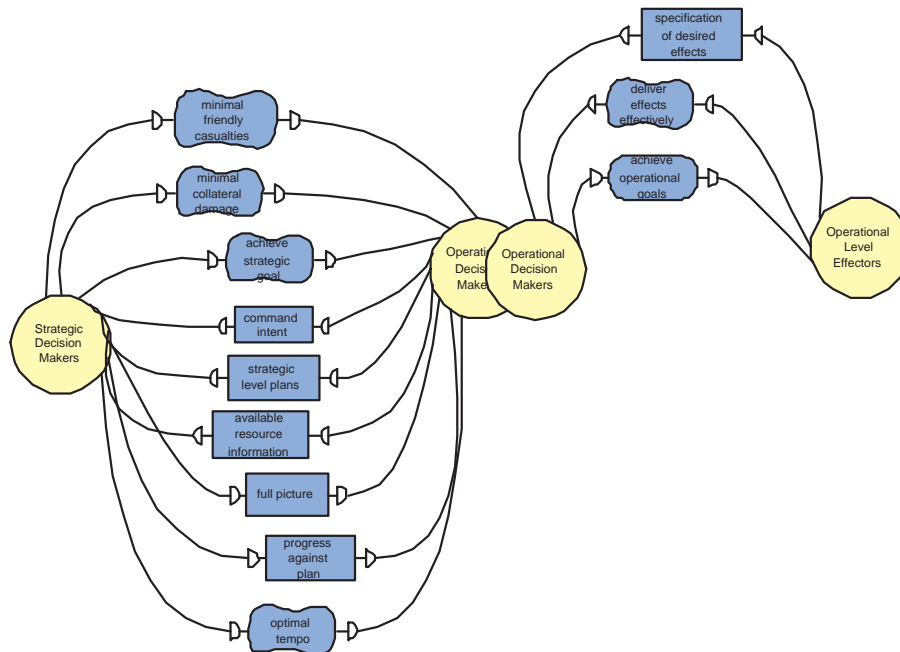 specification
of desired
effects
minimal
friendly
casualties
deliver
effects
effectively
minimal
collateral
damage
achieve
operational
goals
achieve
strategic
goal
Operational
Decision
Makers
Operational
Level
Effectors
command
intent
Strategic
Decision
Makers
strategic
level plans
available
resource
information
full picture
progress
against
plan
optimal
tempo